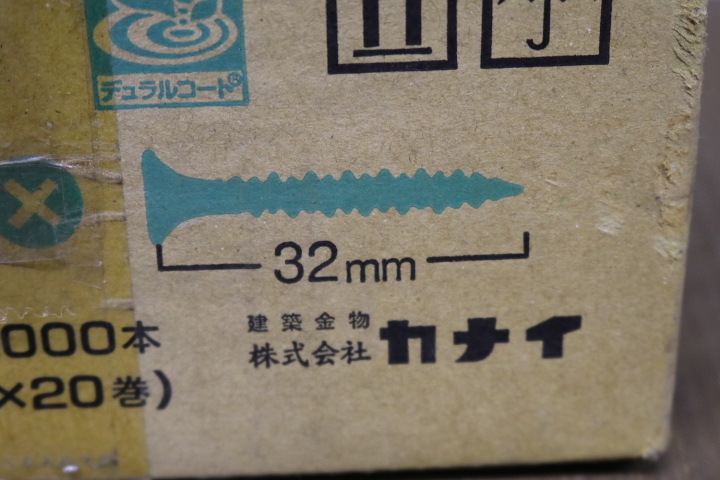 デュラルコート®
32mm
000本
×20巻)
建築金物
株式会社 カナイ